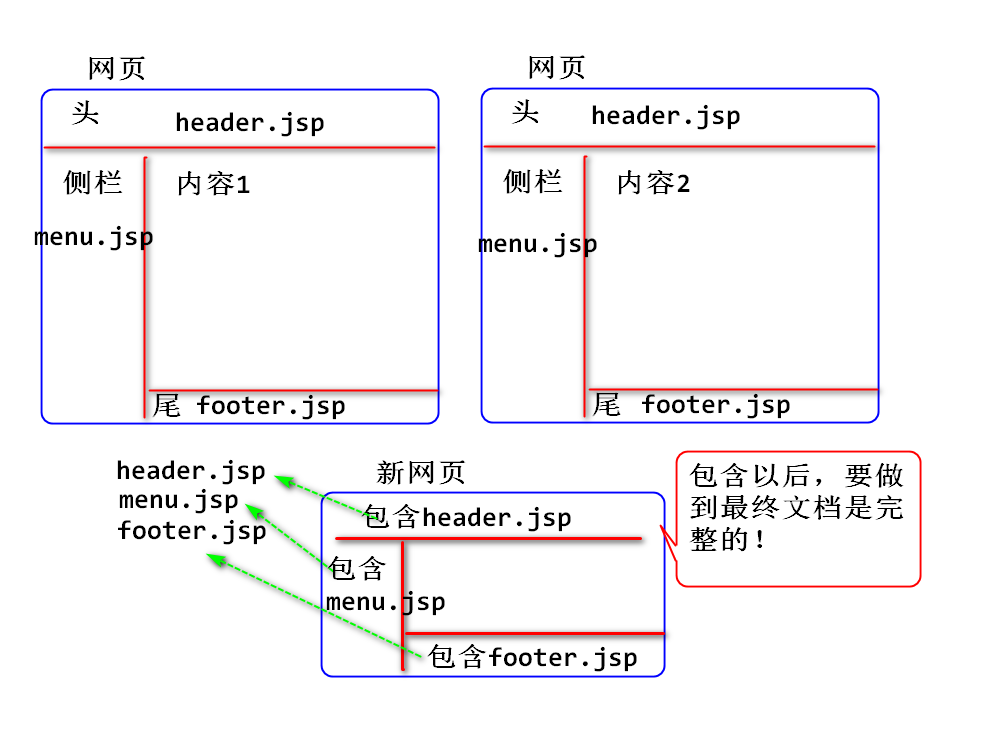 网页
头 header.jsp
侧栏 内容1
menu.jsp
尾 footer.jsp
网页
头 header.jsp
侧栏 内容2
menu.jsp
尾 footer.jsp
header.jsp
menu.jsp
footer.jsp
新网页
包含header.jsp
包含
menu.jsp
包含footer.jsp
包含以后，要做
到最终文档是完
整的！